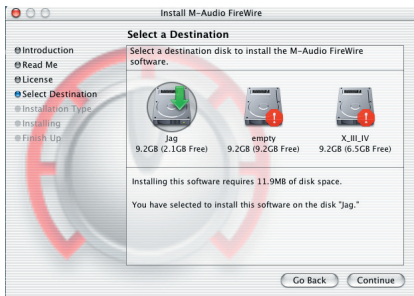 Install M-Audio FireWire
Select a Destination
Introduction
Read Me
License
Select Destination
Installation Type
Installing
Finish Up
Select a destination disk to install the M-Audio FireWire
software.
Jag
9.2GB (2.1GB Free)
empty
9.2GB (9.2GB Free)
X_III_IV
9.2GB (6.5GB Free)
Installing this software requires 11.9MB of disk space.
You have selected to install this software on the disk "Jag."
Go Back
Continue